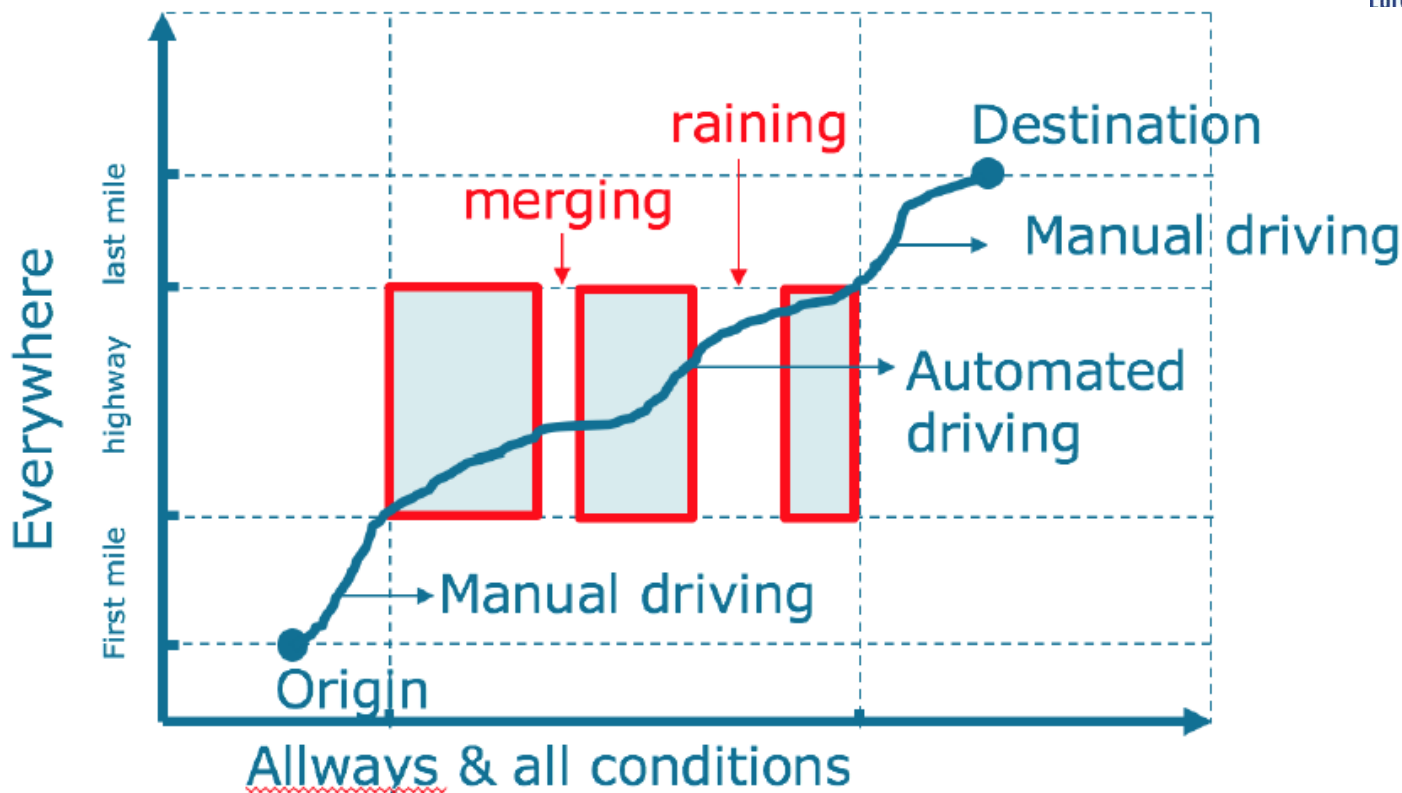 raining
Destination
merging
Manual driving
Everywhere
last mile
highway
First mile
Automated
driving
Manual driving
Origin
Allways & all conditions